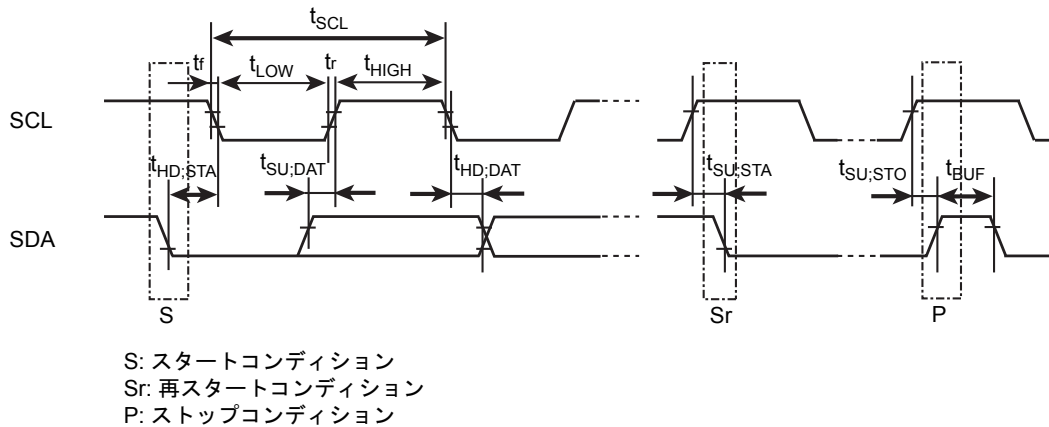 tSCL
tf tLOW tr tHIGH
SCL
tHD;STA tSU;DAT tHD;DAT tSU;STA tSU;STO tBUF
SDA
S Sr P
S: スタートコンディション
Sr: 再スタートコンディション
P: ストップコンディション